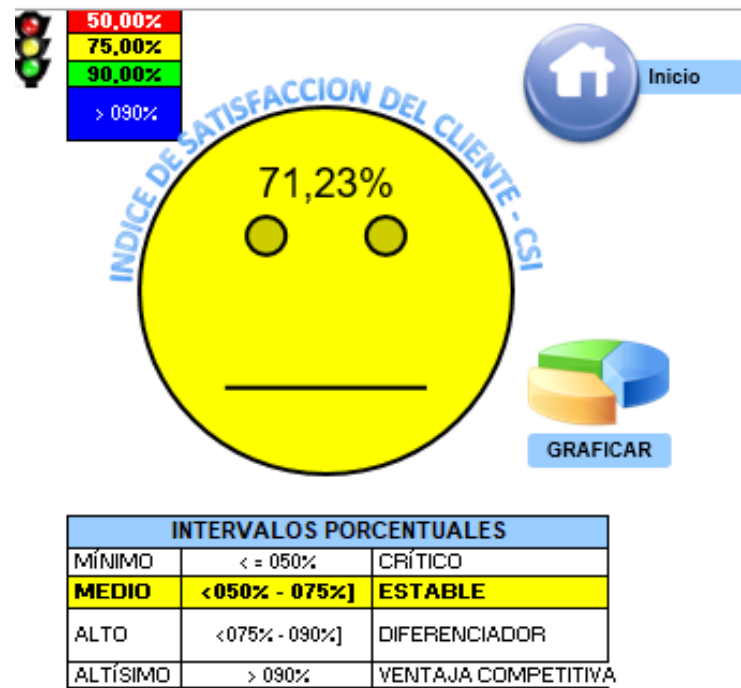 50,00%
75,00%
90,00%
> 090%
Inicio
INDICE DE SATISFACCION DEL CLIENTE - CSI
71,23%
GRAFICAR
INTERVALOS PORCENTUALES
MÍNIMO < = 050% CRÍTICO
MEDIO <050% - 075%] ESTABLE
ALTO <075% - 090%] DIFERENCIADOR
ALTÍSIMO > 090% VENTAJA COMPETITIVA